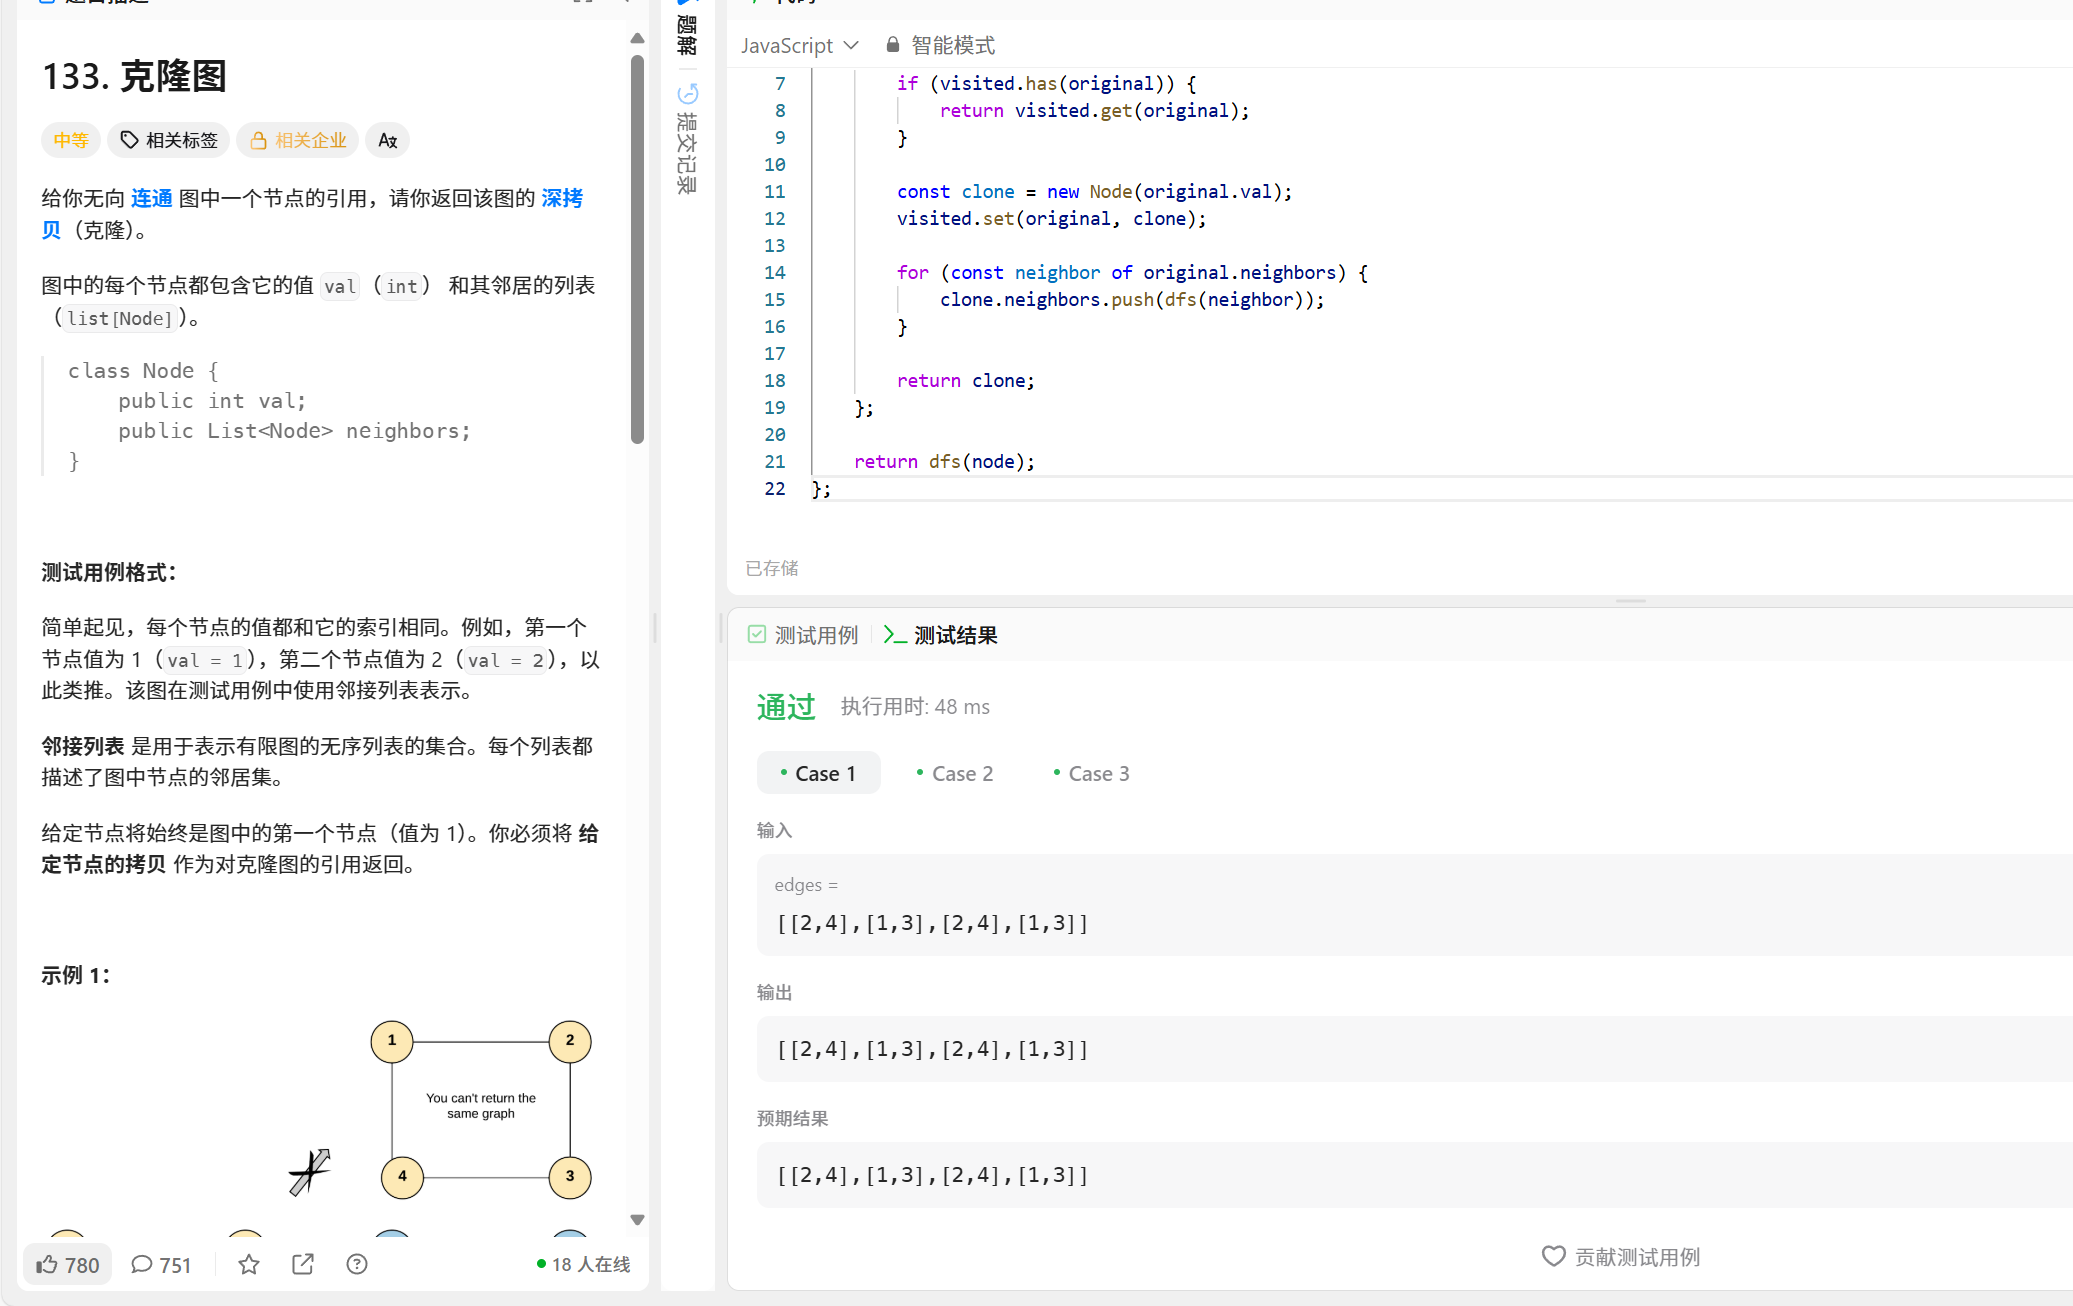 133. 克隆图
中等 相关标签 相关企业
给你无向 连通 图中一个节点的引用，请你返回该图的 深拷
贝（克隆）。
图中的每个节点都包含它的值 val（int） 和其邻居的列表
（list[Node]）。
class Node {
    public int val;
    public List<Node> neighbors;
}
测试用例格式：
简单起见，每个节点的值都和它的索引相同。例如，第一个
节点值为 1（val = 1），第二个节点值为 2（val = 2），以
此类推。该图在测试用例中使用邻接列表表示。
邻接列表 是用于表示有限图的无序列表的集合。每个列表都
描述了图中节点的邻居集。
给定节点将始终是图中的第一个节点（值为 1）。你必须将 给
定节点的拷贝 作为对克隆图的引用返回。
示例 1：
1
2
You can't return the
same graph
4
3
780 751 18 人在线
题解
提交记录
JavaScript 智能模式
7 if (visited.has(original)) {
8 return visited.get(original);
9 }
10
11 const clone = new Node(original.val);
12 visited.set(original, clone);
13
14 for (const neighbor of original.neighbors) {
15 clone.neighbors.push(dfs(neighbor));
16 }
17
18 return clone;
19 };
20
21 return dfs(node);
22 };
已存储
测试用例 测试结果
通过 执行用时: 48 ms
Case 1 Case 2 Case 3
输入
edges =
[[2,4],[1,3],[2,4],[1,3]]
输出
[[2,4],[1,3],[2,4],[1,3]]
预期结果
[[2,4],[1,3],[2,4],[1,3]]
贡献测试用例